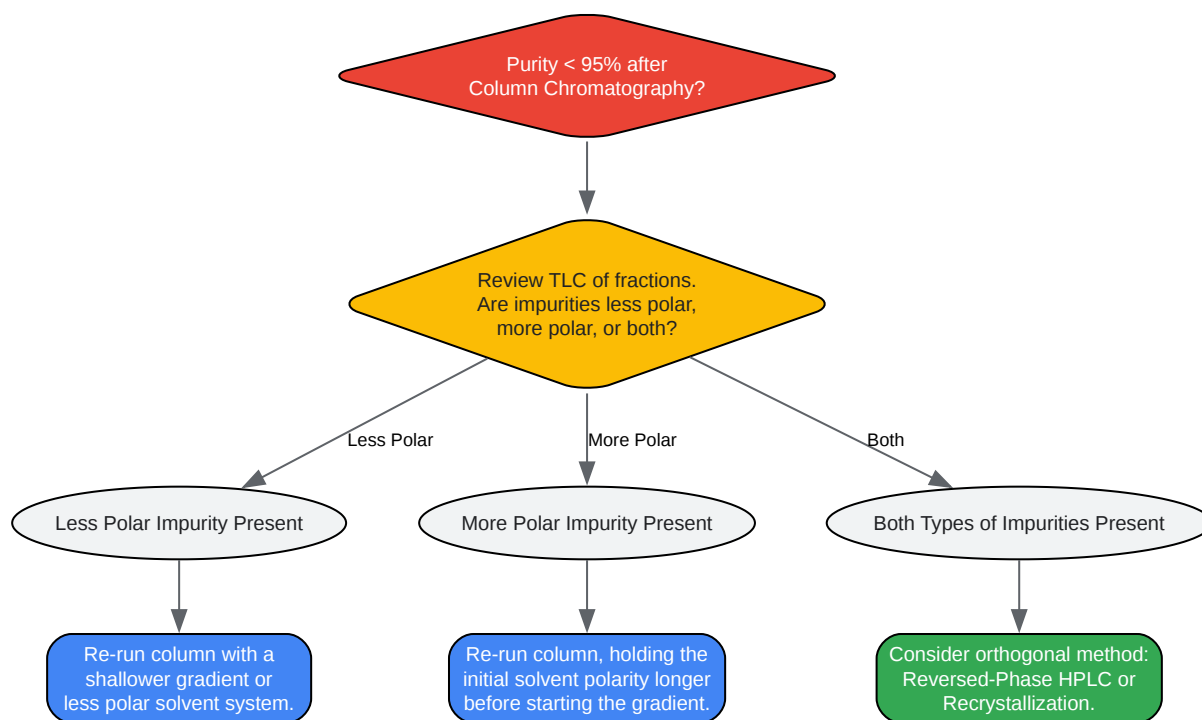 Purity < 95% after
Column Chromatography?
Review TLC of fractions.
Are impurities less polar,
more polar, or both?
Less Polar
More Polar
Both
Less Polar Impurity Present
More Polar Impurity Present
Both Types of Impurities Present
Re-run column with a
shallower gradient or
less polar solvent system.
Re-run column, holding the
initial solvent polarity longer
before starting the gradient.
Consider orthogonal method:
Reversed-Phase HPLC or
Recrystallization.